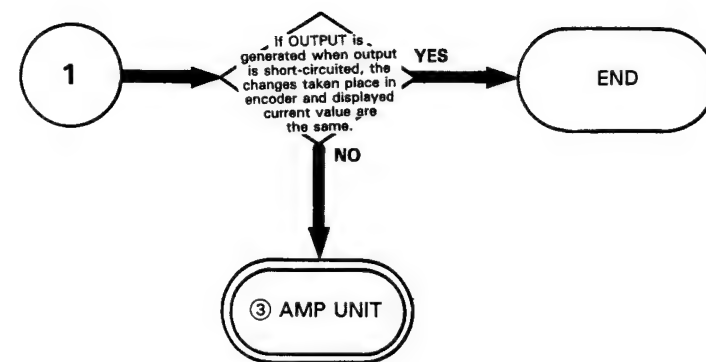 1
If OUTPUT is
generated when output
is short-circuited, the
changes taken place in
encoder and displayed
current value are
the same.
YES
END
NO
③ AMP UNIT